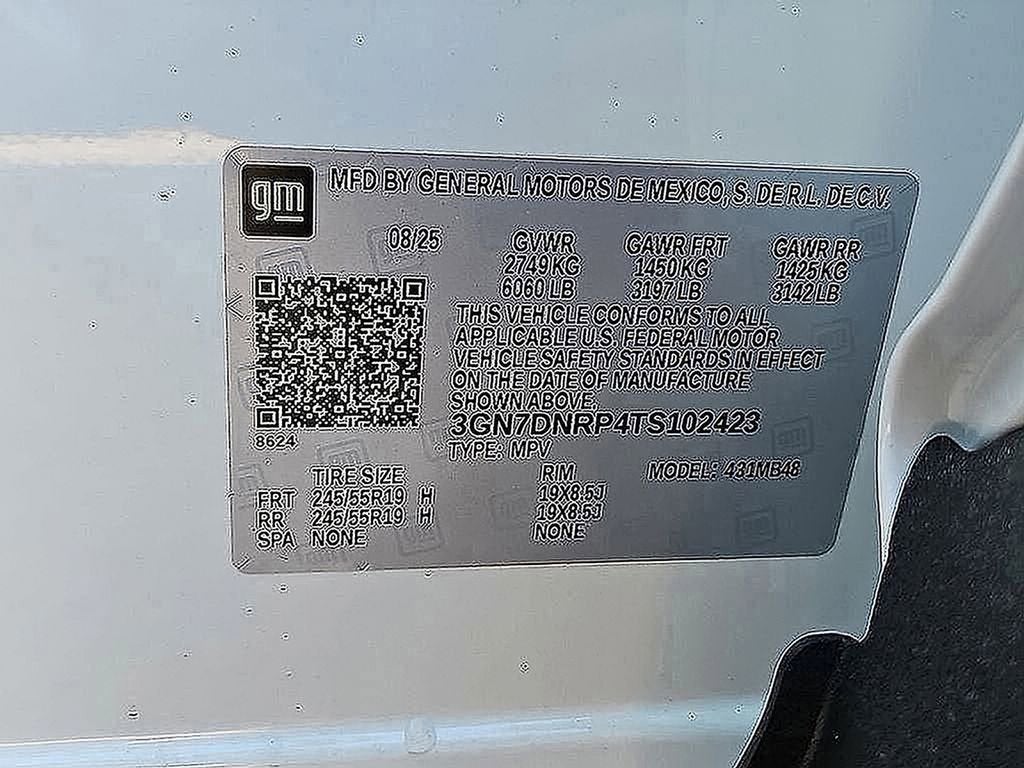 gm
MFD BY GENERAL MOTORS DE MEXICO, S. DE R.L. DE C.V.
08/25 GVWR GAWR FRT GAWR RR
2749 KG 1450 KG 1425 KG
6060 LB 3197 LB 3142 LB
THIS VEHICLE CONFORMS TO ALL
APPLICABLE U.S. FEDERAL MOTOR
VEHICLE SAFETY STANDARDS IN EFFECT
ON THE DATE OF MANUFACTURE
SHOWN ABOVE.
3GN7DNRP4TS102423
8624
TYPE: MPV MODEL: 431MB48
TIRE SIZE RIM
FRT 245/55R19 H 19X8.5J
RR 245/55R19 H 19X8.5J
SPA NONE NONE